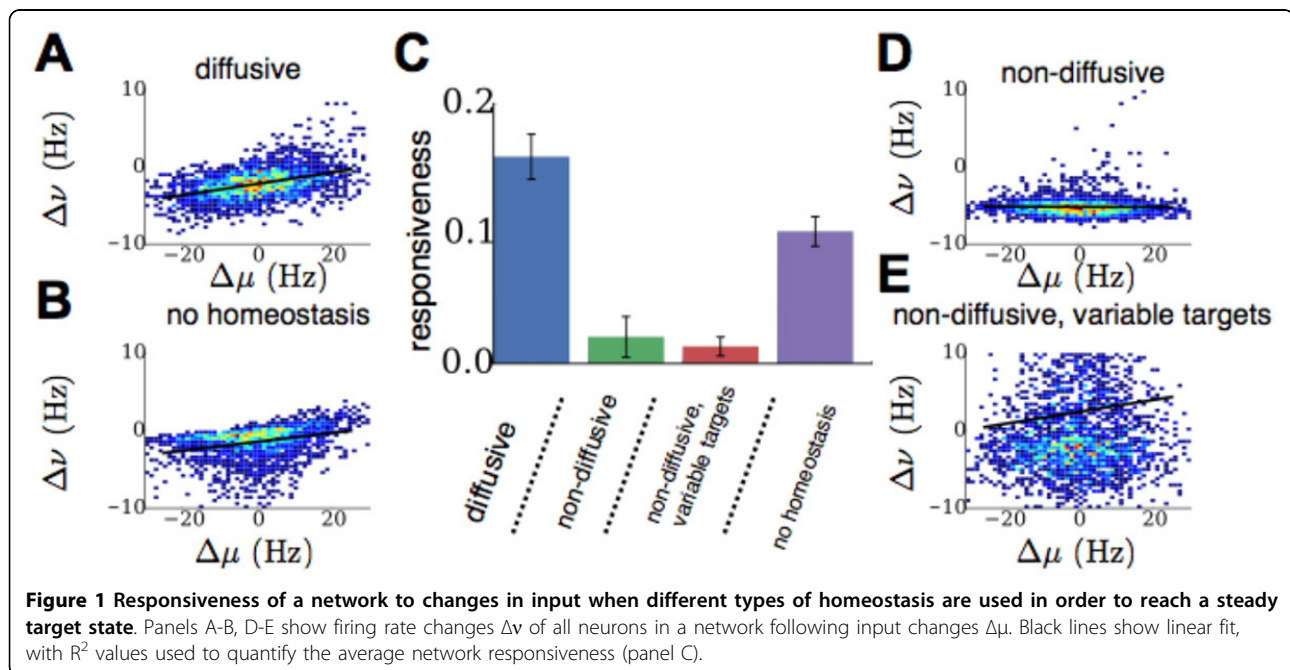 A
diffusive
10
0
−10
Δν (Hz)
−20 0 20
Δμ (Hz)
B
no homeostasis
10
0
−10
Δν (Hz)
−20 0 20
Δμ (Hz)
C
0.2
0.1
0.0
responsiveness
diffusive
non-diffusive
non-diffusive,
variable targets
no homeostasis
D
non-diffusive
10
0
−10
Δν (Hz)
−20 0 20
Δμ (Hz)
E
non-diffusive, variable targets
10
0
−10
Δν (Hz)
−20 0 20
Δμ (Hz)
Figure 1 Responsiveness of a network to changes in input when different types of homeostasis are used in order to reach a steady
target state. Panels A-B, D-E show firing rate changes Δν of all neurons in a network following input changes Δμ. Black lines show linear fit,
with R² values used to quantify the average network responsiveness (panel C).